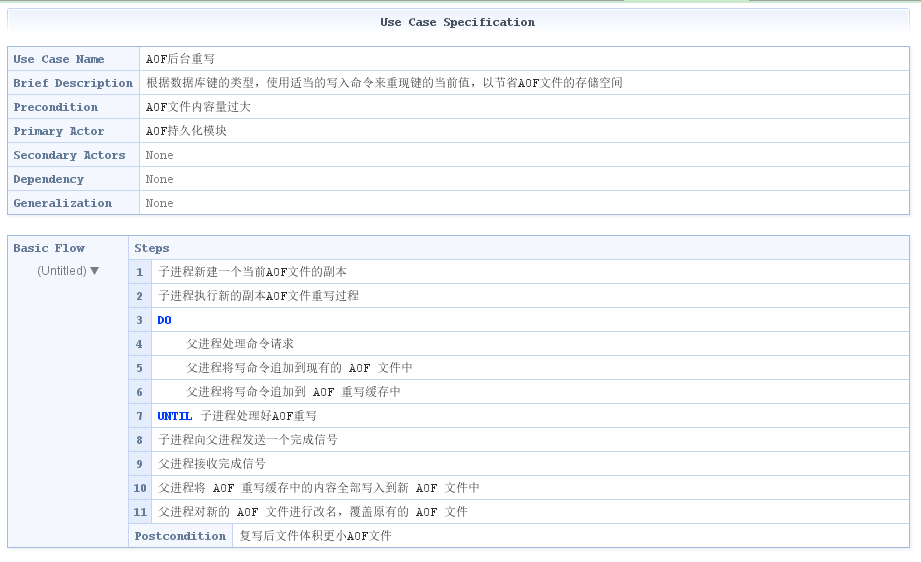 Use Case Specification
Use Case Name AOF后台重写
Brief Description 根据数据库键的类型，使用适当的写入命令来重现键的当前值，以节省AOF文件的存储空间
Precondition AOF文件内容量过大
Primary Actor AOF持久化模块
Secondary Actors None
Dependency None
Generalization None
Basic Flow Steps
(Untitled) ▼ 1 子进程新建一个当前AOF文件的副本
2 子进程执行新的副本AOF文件重写过程
3 DO
4 父进程处理命令请求
5 父进程将写命令追加到现有的 AOF 文件中
6 父进程将写命令追加到 AOF 重写缓存中
7 UNTIL 子进程处理好AOF重写
8 子进程向父进程发送一个完成信号
9 父进程接收完成信号
10 父进程将 AOF 重写缓存中的内容全部写入到新 AOF 文件中
11 父进程对新的 AOF 文件进行改名，覆盖原有的 AOF 文件
Postcondition 复写后文件体积更小AOF文件